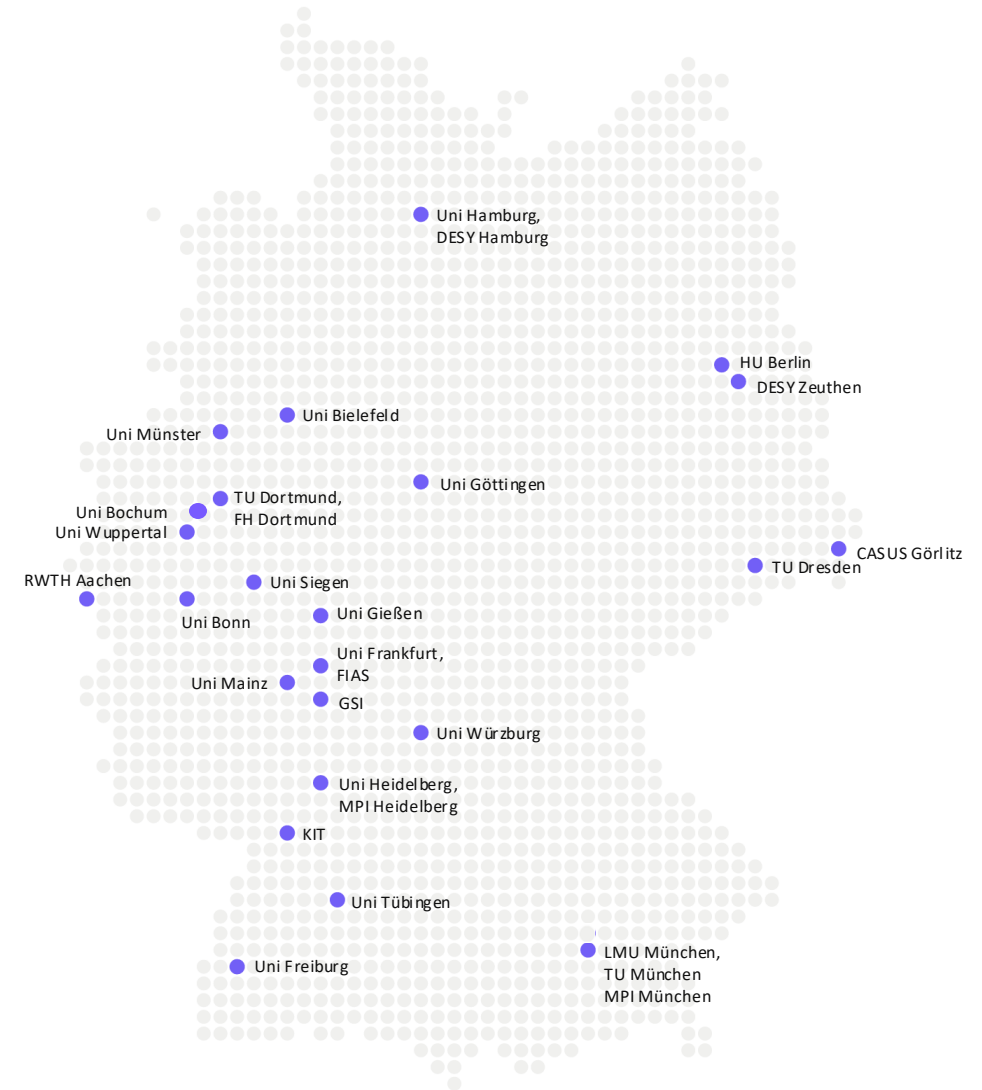 Uni Hamburg,
DESY Hamburg
HU Berlin
DESY Zeuthen
Uni Bielefeld
Uni Münster
Uni Göttingen
TU Dortmund,
FH Dortmund
Uni Bochum
Uni Wuppertal
CASUS Görlitz
TU Dresden
RWTH Aachen
Uni Siegen
Uni Bonn
Uni Gießen
Uni Frankfurt,
FIAS
Uni Mainz
GSI
Uni Würzburg
Uni Heidelberg,
MPI Heidelberg
KIT
Uni Tübingen
LMU München,
TU München
MPI München
Uni Freiburg